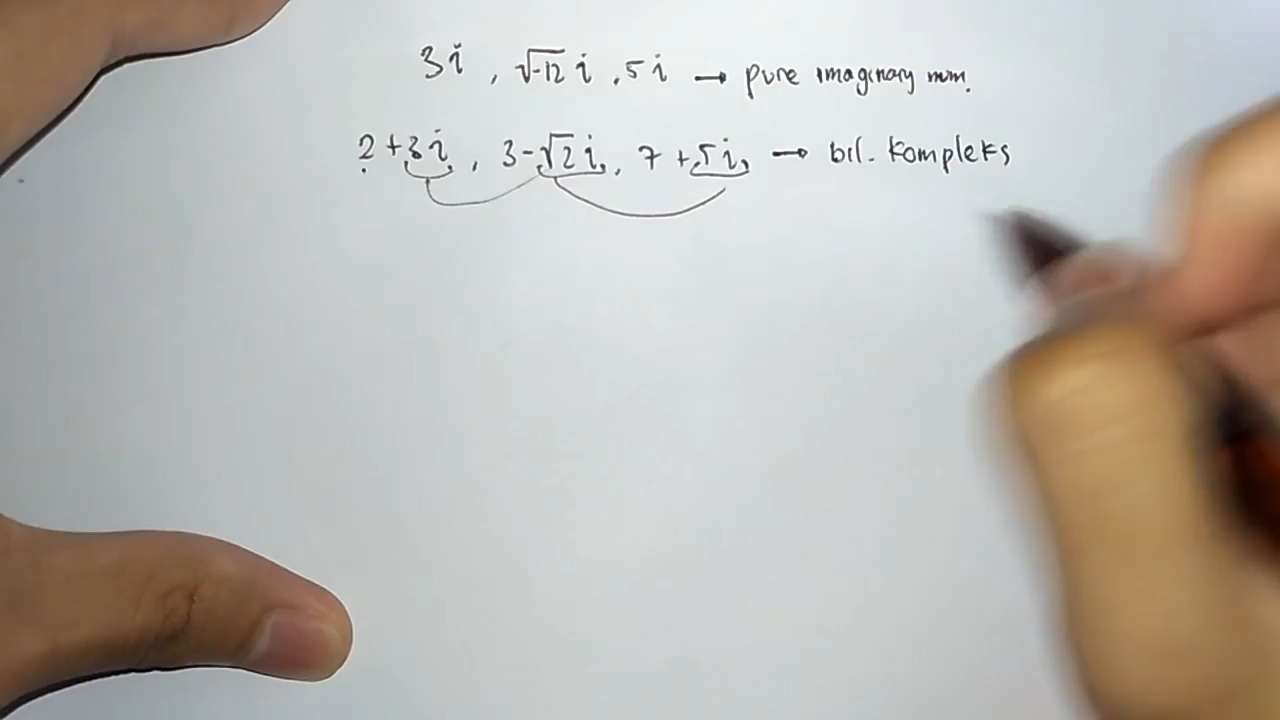 3i , √-12 i , 5i → pure imaginary num.
2 + 3i , 3 - √2 i , 7 + 5i → bil. kompleks